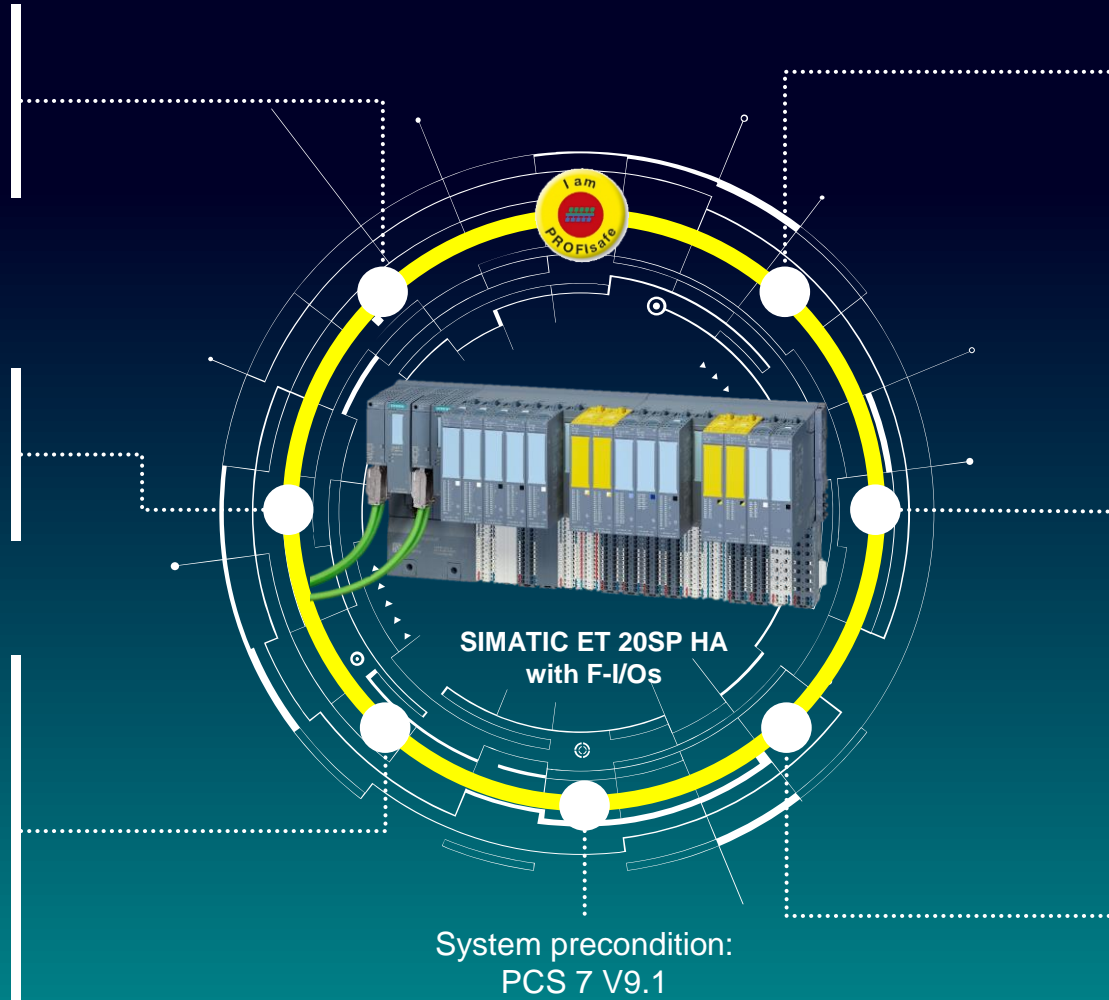 I am
PROFIsafe
SIMATIC ET 20SP HA
with F-I/Os
System precondition:
PCS 7 V9.1